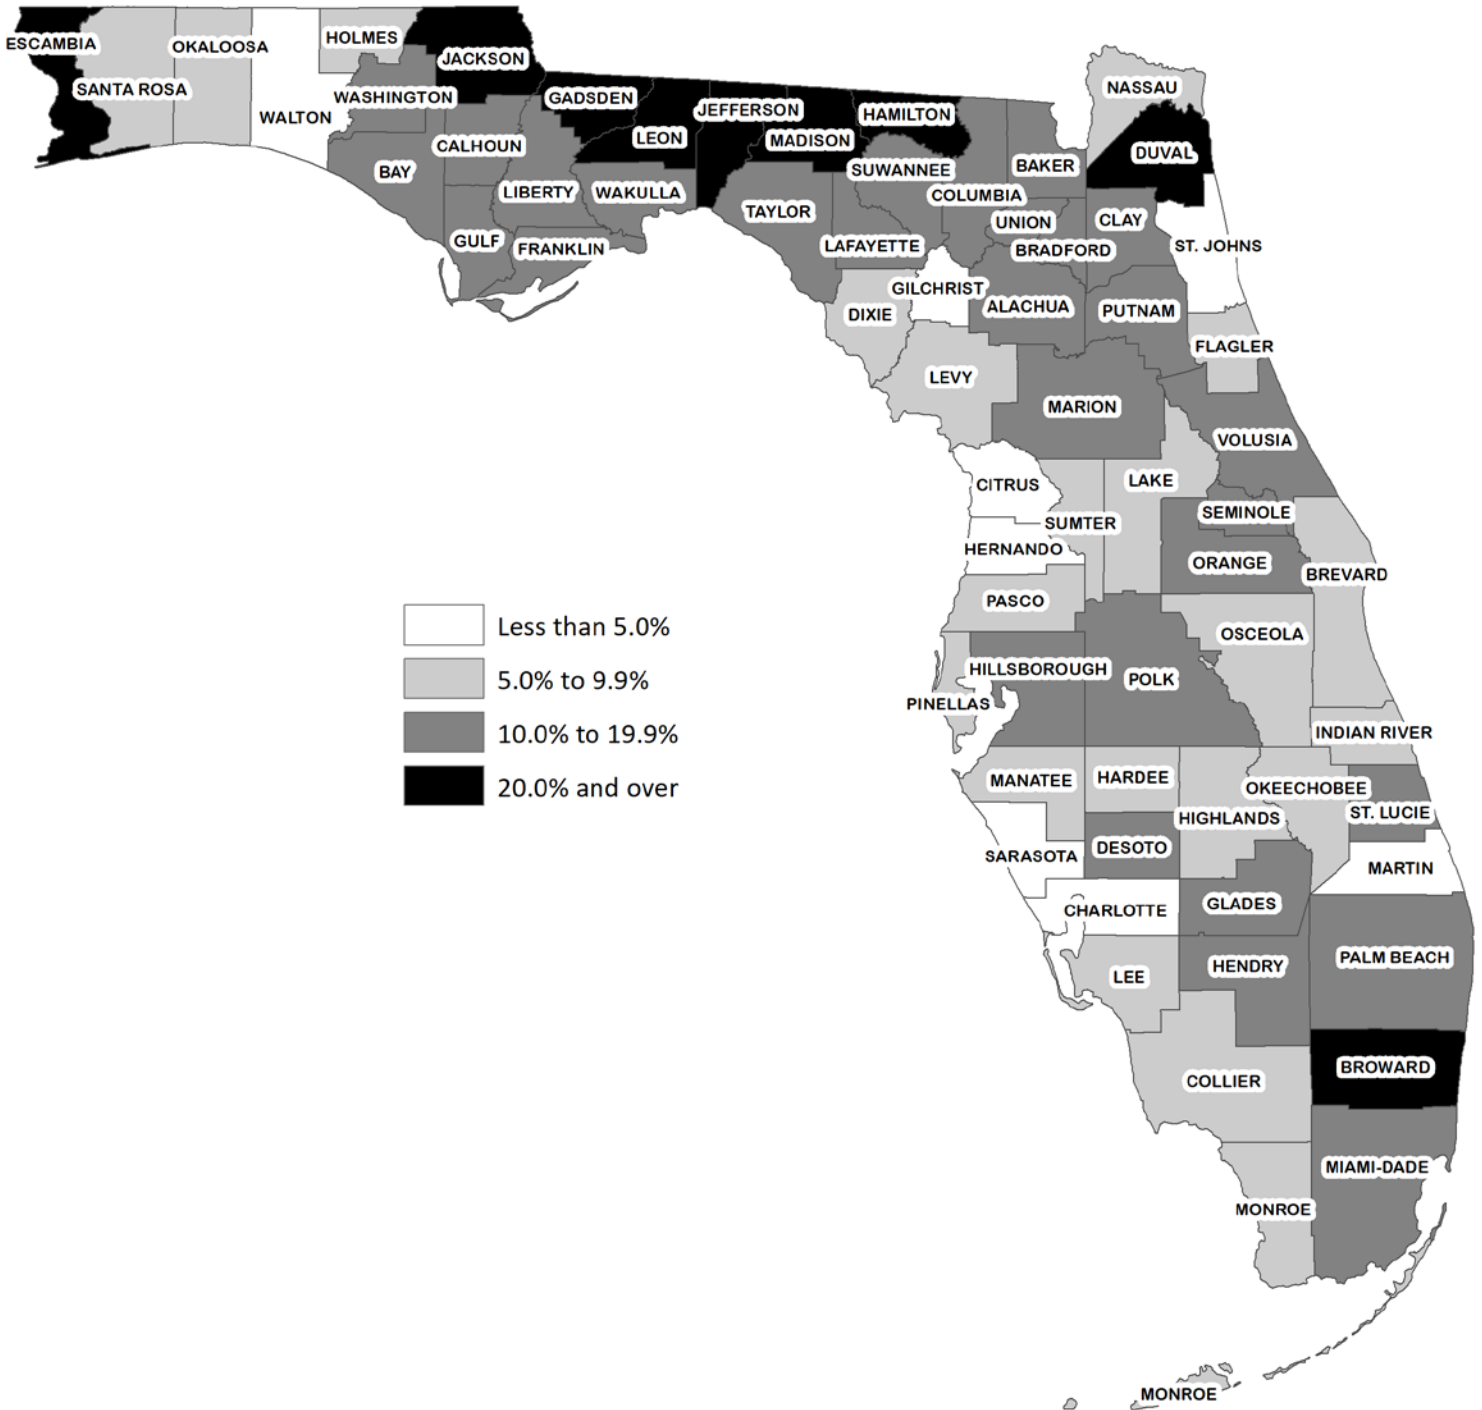 ESCAMBIA
SANTA ROSA
OKALOOSA
WALTON
HOLMES
WASHINGTON
JACKSON
BAY
CALHOUN
GULF
LIBERTY
FRANKLIN
GADSDEN
LEON
WAKULLA
JEFFERSON
MADISON
TAYLOR
HAMILTON
SUWANNEE
LAFAYETTE
COLUMBIA
BAKER
UNION
BRADFORD
NASSAU
DUVAL
CLAY
ST. JOHNS
GILCHRIST
DIXIE
ALACHUA
PUTNAM
FLAGLER
LEVY
MARION
VOLUSIA
CITRUS
SUMTER
LAKE
SEMINOLE
HERNANDO
ORANGE
BREVARD
PASCO
OSCEOLA
HILLSBOROUGH
POLK
PINELLAS
INDIAN RIVER
MANATEE
HARDEE
OKEECHOBEE
HIGHLANDS
ST. LUCIE
SARASOTA
DESOTO
MARTIN
CHARLOTTE
GLADES
LEE
HENDRY
PALM BEACH
COLLIER
BROWARD
MIAMI-DADE
MONROE
MONROE
Less than 5.0%
5.0% to 9.9%
10.0% to 19.9%
20.0% and over